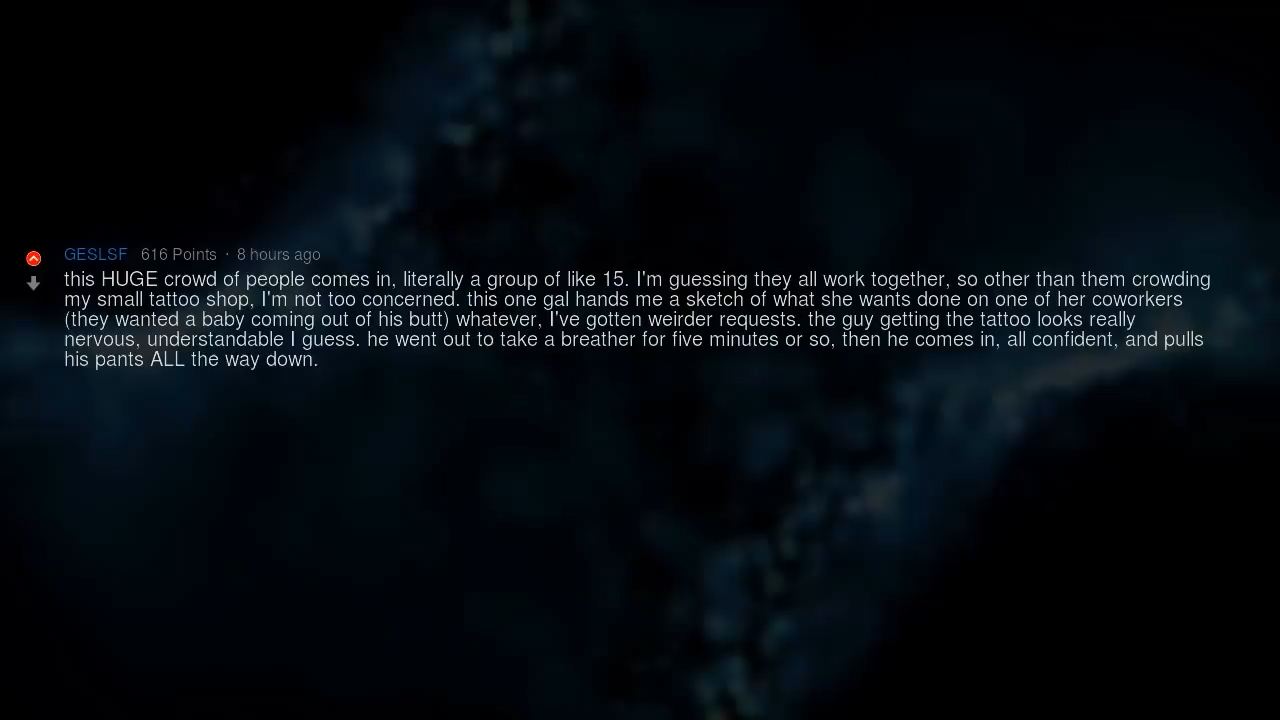 GESLSF 616 Points · 8 hours ago
this HUGE crowd of people comes in, literally a group of like 15. I'm guessing they all work together, so other than them crowding
my small tattoo shop, I'm not too concerned. this one gal hands me a sketch of what she wants done on one of her coworkers
(they wanted a baby coming out of his butt) whatever, I've gotten weirder requests. the guy getting the tattoo looks really
nervous, understandable I guess. he went out to take a breather for five minutes or so, then he comes in, all confident, and pulls
his pants ALL the way down.